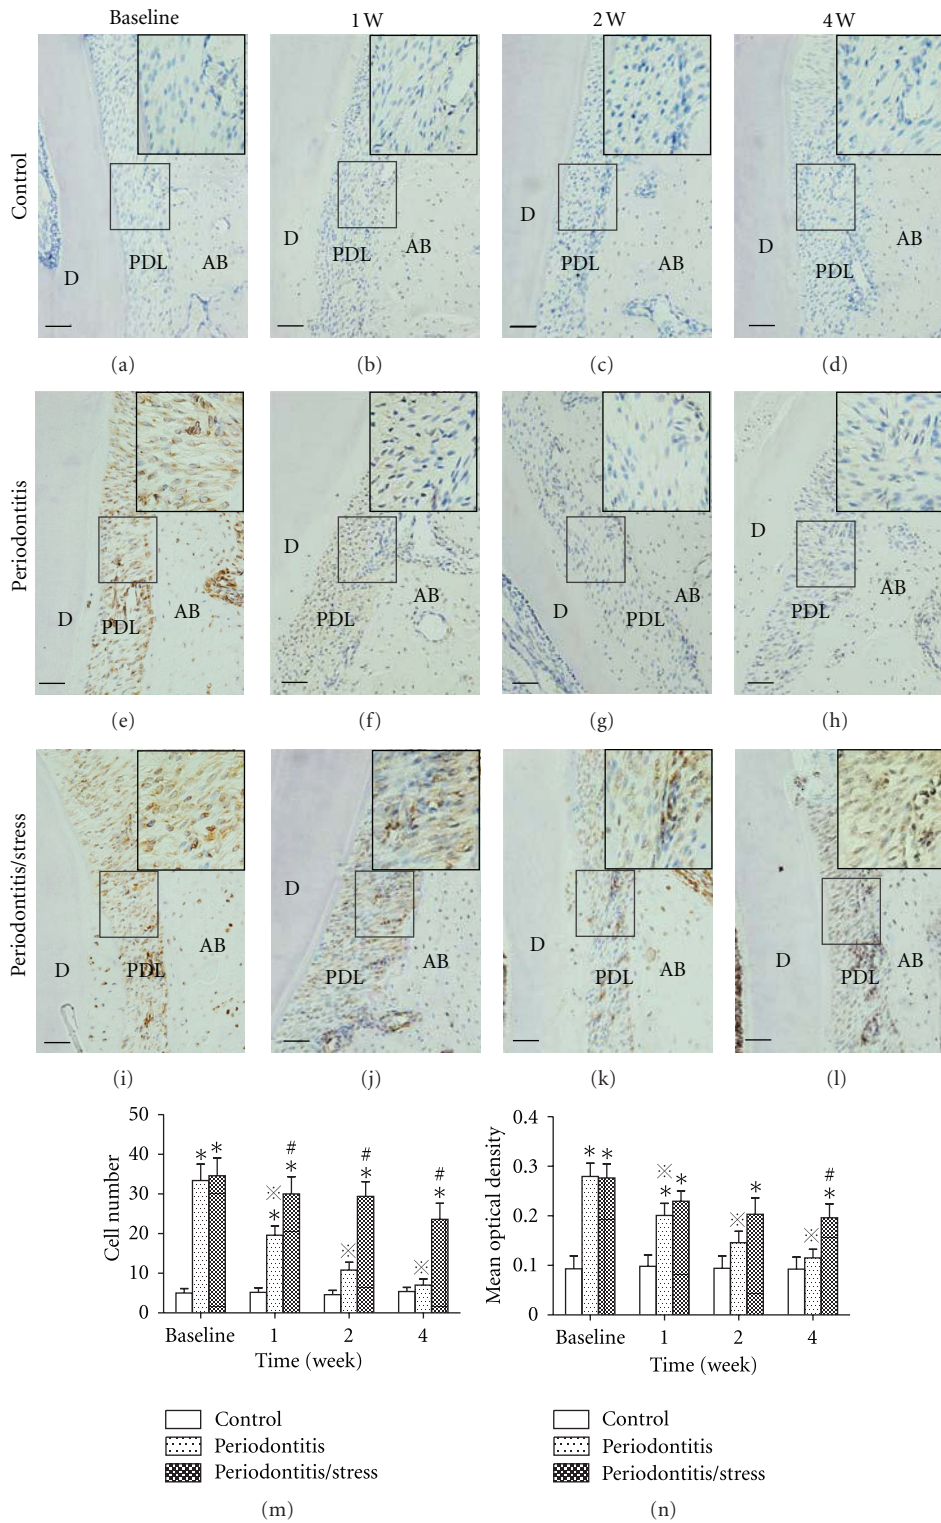 Baseline 1 W 2 W 4 W
Control
D PDL AB
D PDL AB
D PDL AB
D PDL AB
(a) (b) (c) (d)
Periodontitis
D PDL AB
D PDL AB
D PDL AB
D PDL AB
(e) (f) (g) (h)
Periodontitis/stress
D PDL AB
D PDL AB
D PDL AB
D PDL AB
(i) (j) (k) (l)
Cell number
50
40
30
20
10
0
* * ※ * # * ※ # * ※ # *
Baseline 1 2 4
Time (week)
Control
Periodontitis
Periodontitis/stress
(m)
Mean optical density
0.4
0.3
0.2
0.1
0
* * ※ * * ※ * ※ # *
Baseline 1 2 4
Time (week)
Control
Periodontitis
Periodontitis/stress
(n)